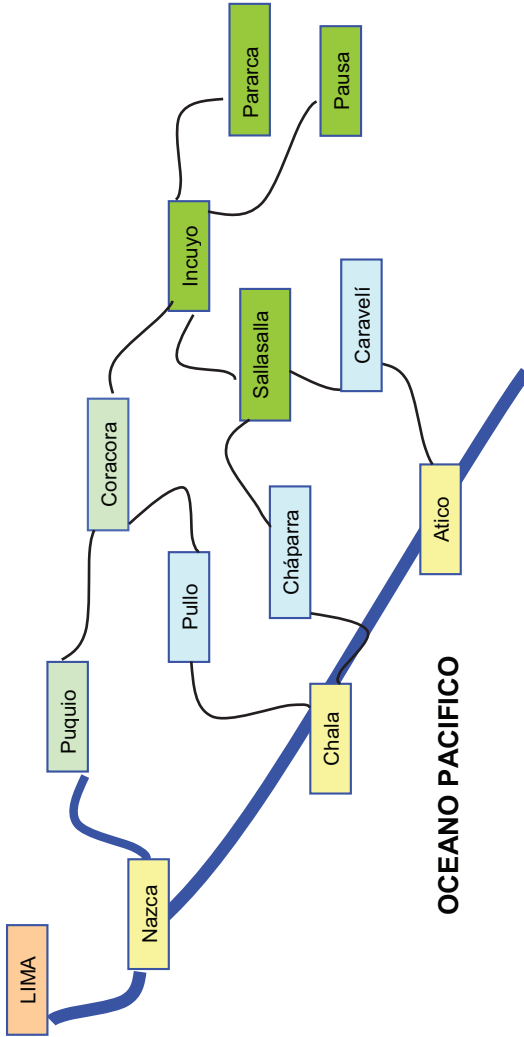 LIMA
Nazca
Puquio
Coracora
Incuyo
Pararca
Pausa
Pullo
Sallasalla
Cháparra
Caravelí
Chala
Atico
OCEANO PACIFICO